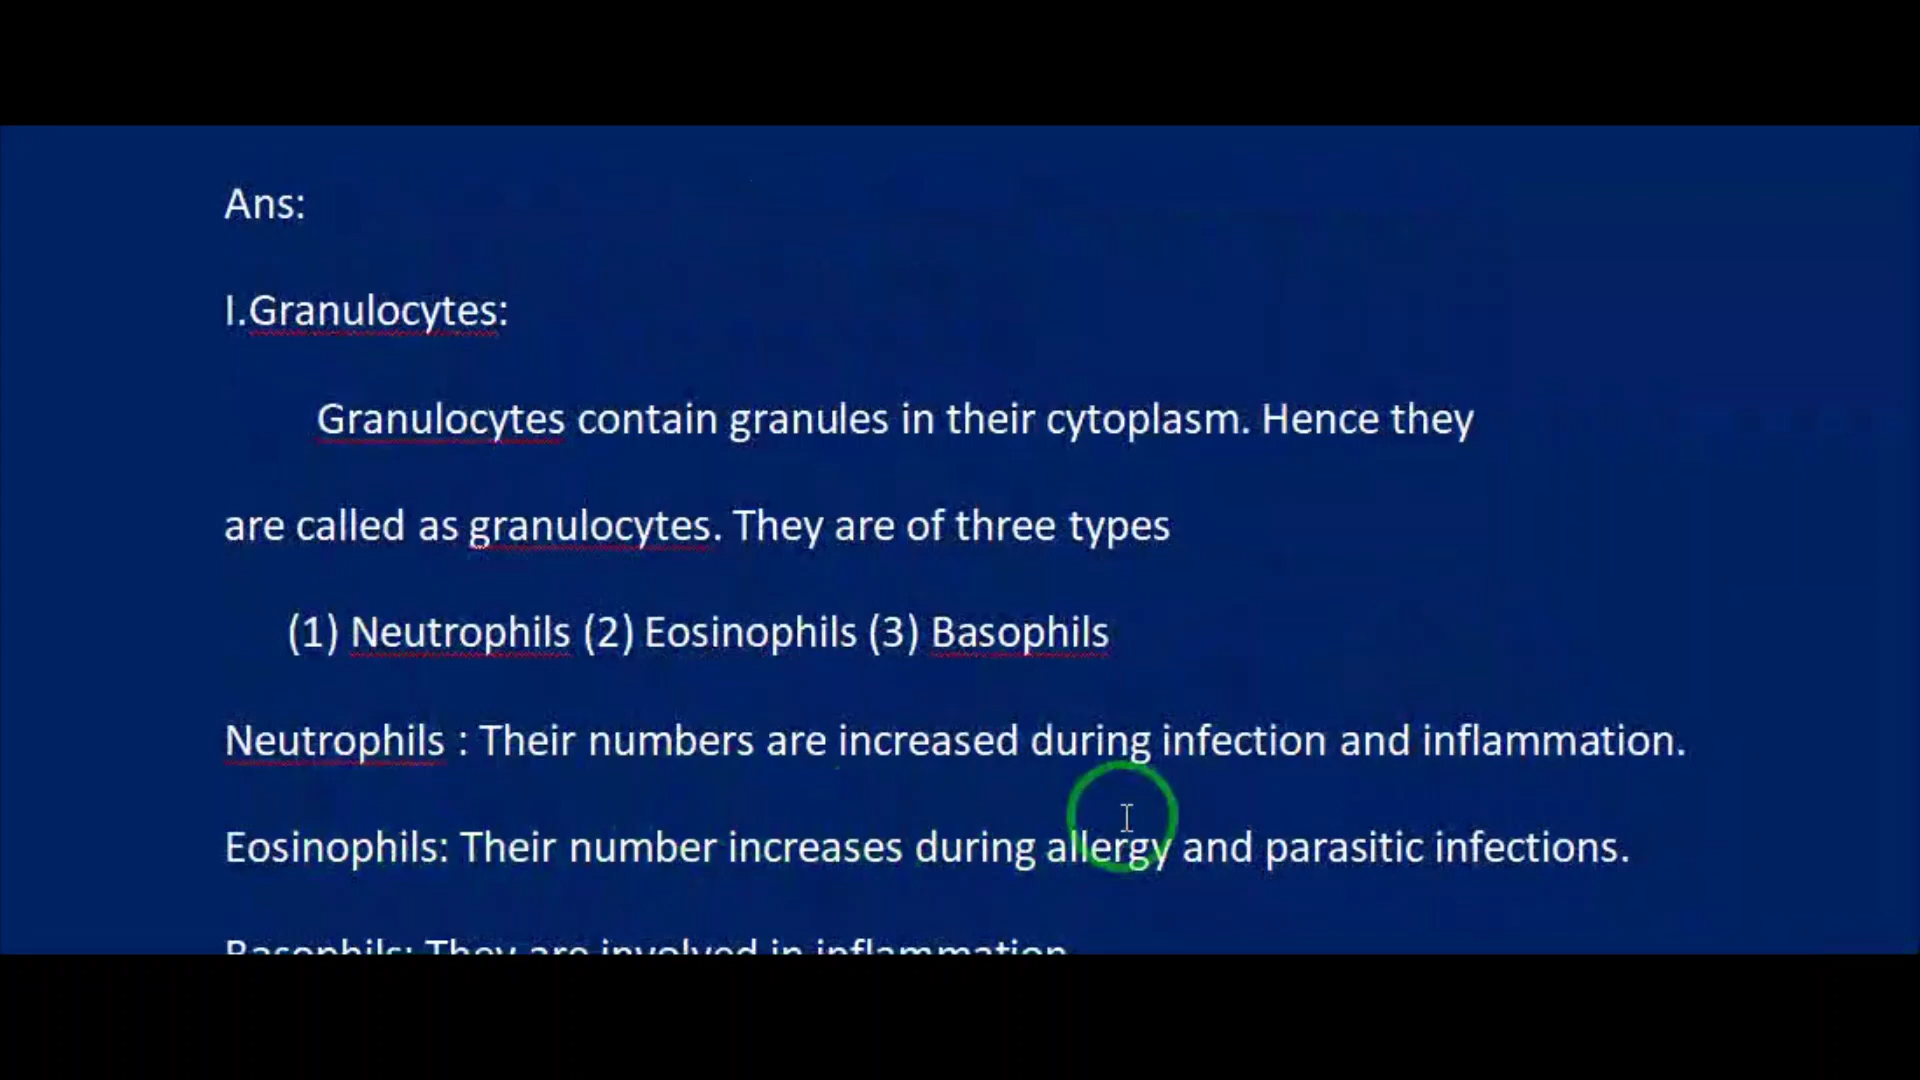 Ans:
I.Granulocytes:
Granulocytes contain granules in their cytoplasm. Hence they
are called as granulocytes. They are of three types
(1) Neutrophils (2) Eosinophils (3) Basophils
Neutrophils : Their numbers are increased during infection and inflammation.
Eosinophils: Their number increases during allergy and parasitic infections.
Basophils: They are involved in inflammation